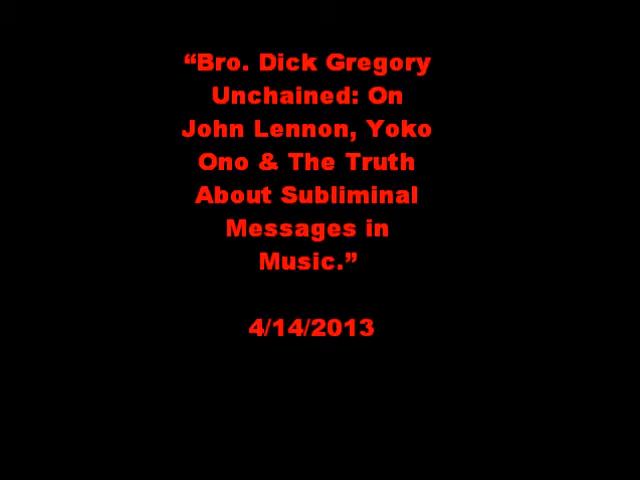 “Bro. Dick Gregory
Unchained: On
John Lennon, Yoko
Ono & The Truth
About Subliminal
Messages in
Music.”
4/14/2013